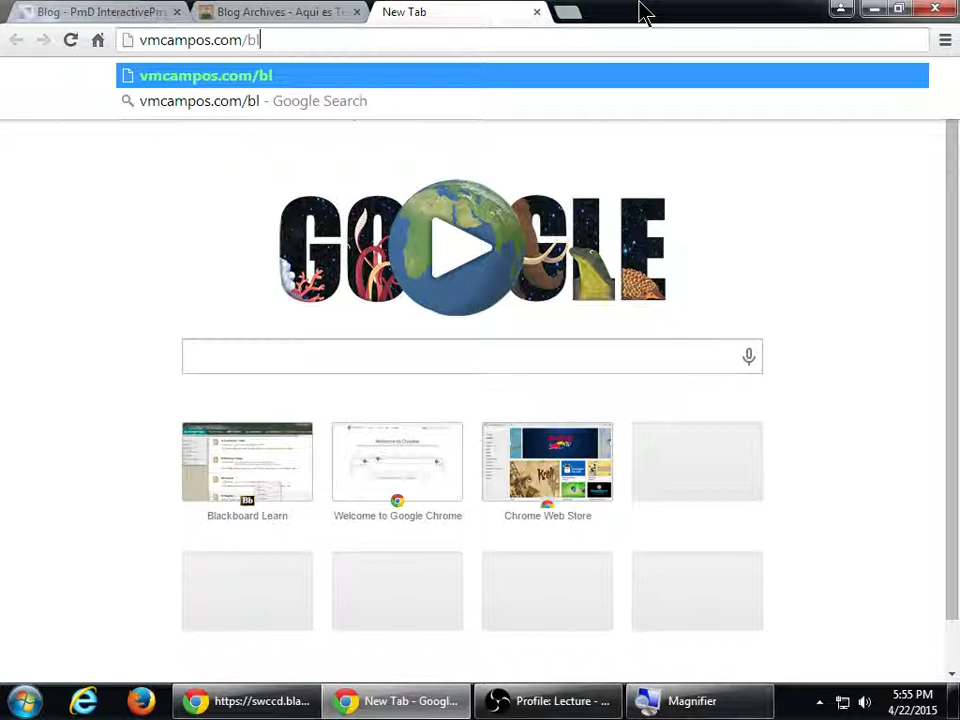 Blog - PmD InteractivePm
Blog Archives - Aqui es T
New Tab
vmcampos.com/bl
vmcampos.com/bl
vmcampos.com/bl - Google Search
GOOGLE
Blackboard Learn
Welcome to Google Chrome
Chrome Web Store
Bb
https://swccd.bla...
New Tab - Googl...
Profile: Lecture - ...
Magnifier
5:55 PM
4/22/2015